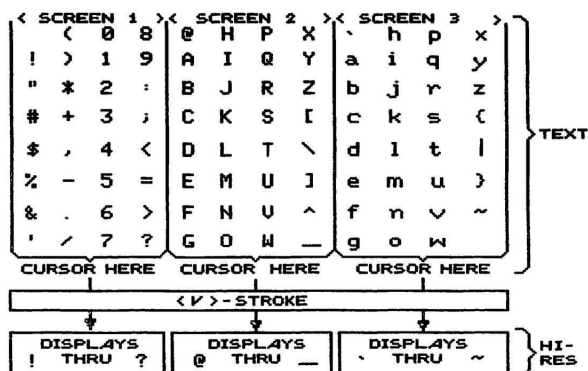 < SCREEN 1 > < SCREEN 2 > < SCREEN 3 >
( 0 8 @ H P X ` h p x
! ) 1 9 A I Q Y a i q y
" * 2 : B J R Z b j r z
# + 3 ; C K S [ c k s {
$ , 4 < D L T \ d l t |
TEXT
% - 5 = E M U ] e m u }
& . 6 > F N V ^ f n v ~
' / 7 ? G O W _ g o w
CURSOR HERE CURSOR HERE CURSOR HERE
< V >-STROKE
DISPLAYS DISPLAYS DISPLAYS HI-
! THRU ? @ THRU _ ` THRU ~ RES